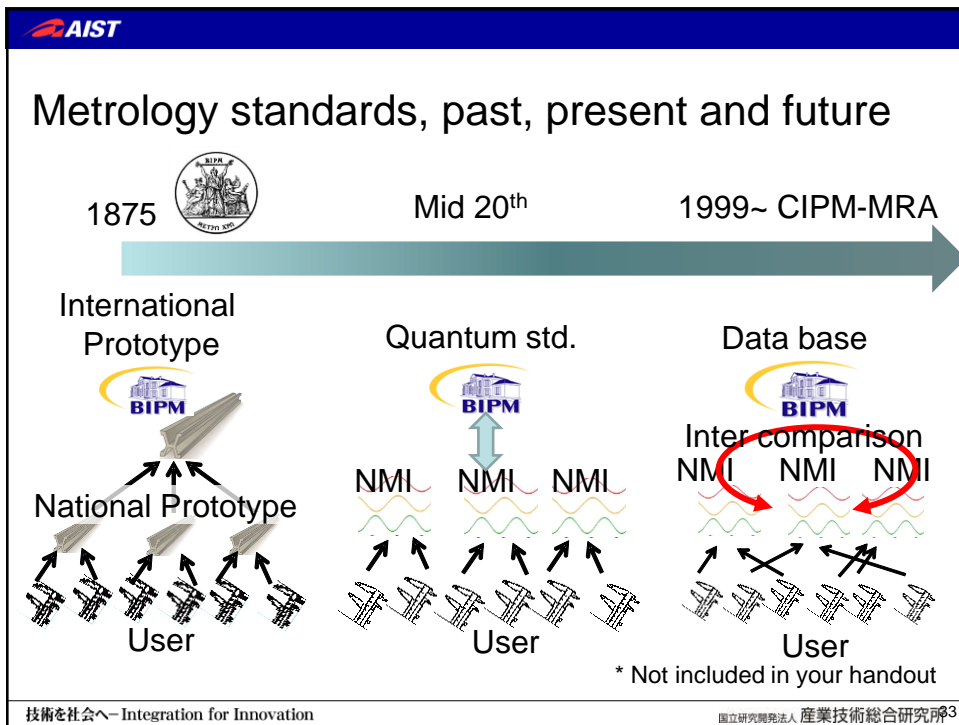 AIST
Metrology standards, past, present and future
1875
BIPM
ΜΕΤΡΩ ΧΡΩ
Mid 20th
1999~ CIPM-MRA
International
Prototype
BIPM
National Prototype
User
Quantum std.
BIPM
NMI NMI NMI
User
Data base
BIPM
Inter comparison
NMI NMI NMI
User
* Not included in your handout
技術を社会へ−Integration for Innovation
国立研究開発法人 産業技術総合研究所
33